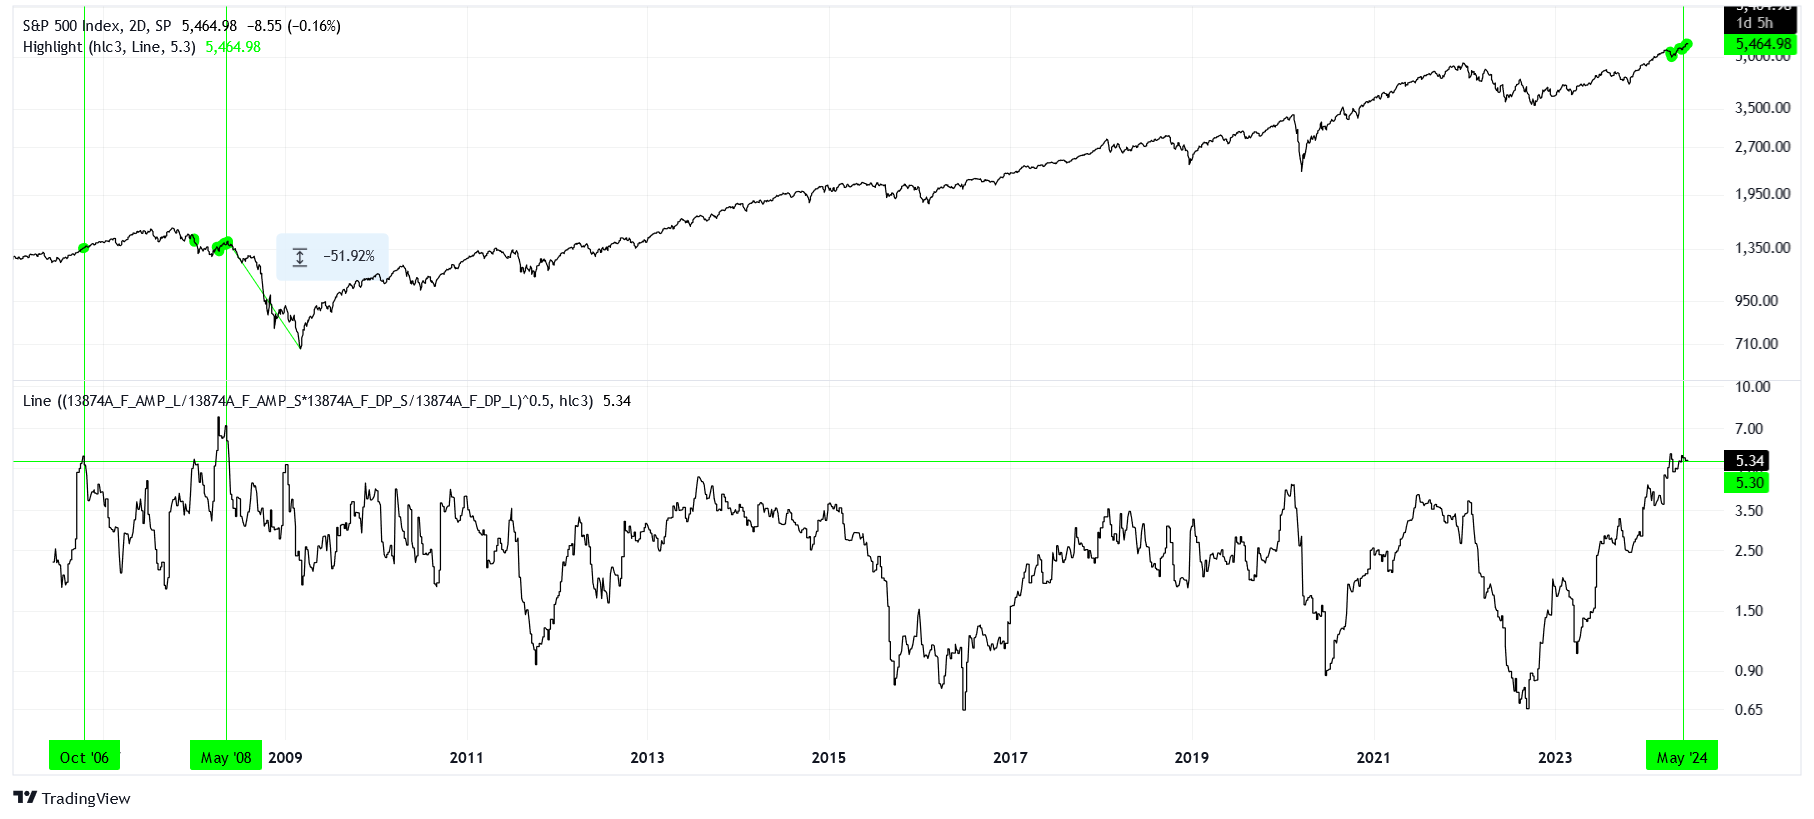 S&P 500 Index, 2D, SP 5,464.98 −8.55 (−0.16%)
Highlight (hlc3, Line, 5.3) 5,464.98
1d 5h
5,464.98
3,500.00
2,700.00
1,950.00
1,350.00
950.00
710.00
−51.92%
Line ((13874A_F_AMP_L/13874A_F_AMP_S*13874A_F_DP_S/13874A_F_DP_L)^0.5, hlc3) 5.34
10.00
7.00
5.34
5.30
3.50
2.50
1.50
0.90
0.65
Oct '06 May '08 2009 2011 2013 2015 2017 2019 2021 2023 May '24
TradingView